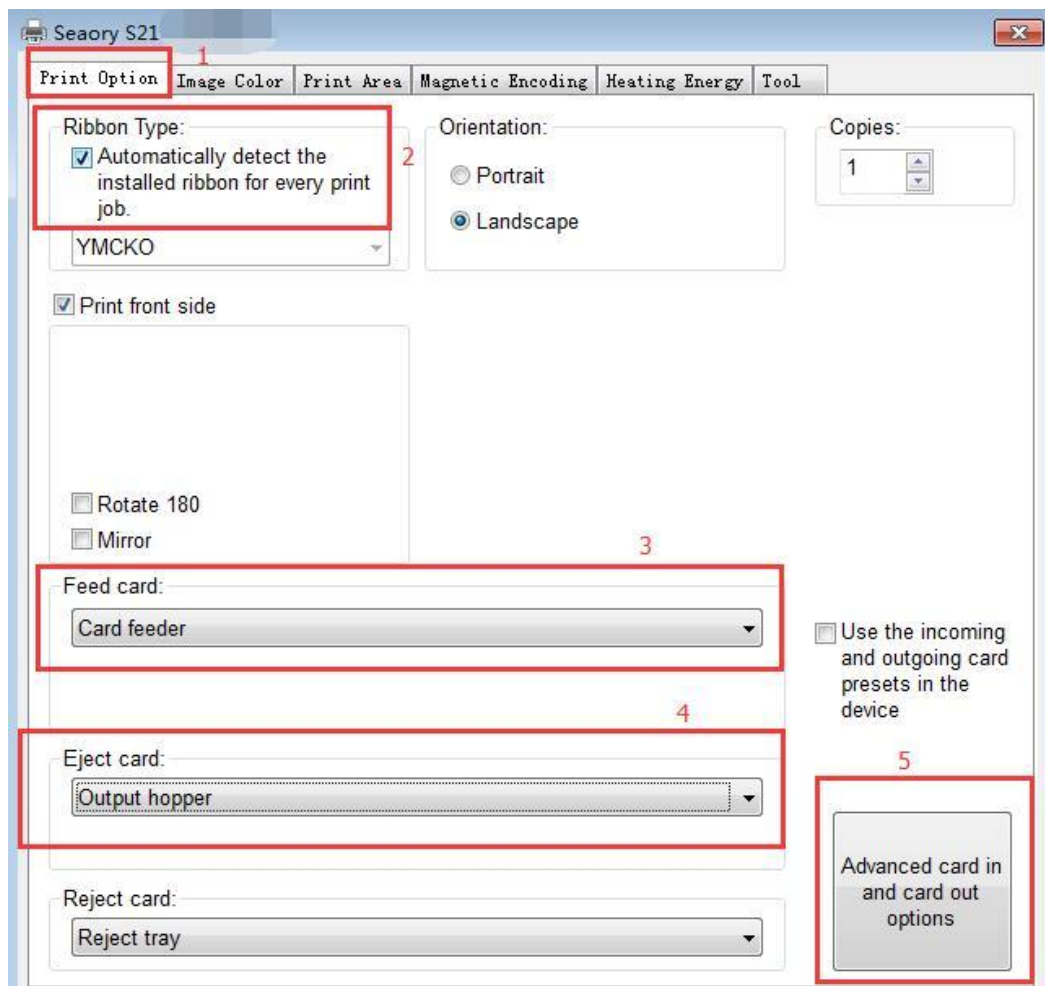 Seaory S21
1
Print Option Image Color Print Area Magnetic Encoding Heating Energy Tool
Ribbon Type:
Automatically detect the
installed ribbon for every print
job.
2
YMCKO
Orientation:
Portrait
Landscape
Copies:
1
Print front side
Rotate 180
Mirror
3
Feed card:
Card feeder
Use the incoming
and outgoing card
presets in the
device
4
Eject card:
Output hopper
5
Advanced card in
and card out
options
Reject card:
Reject tray